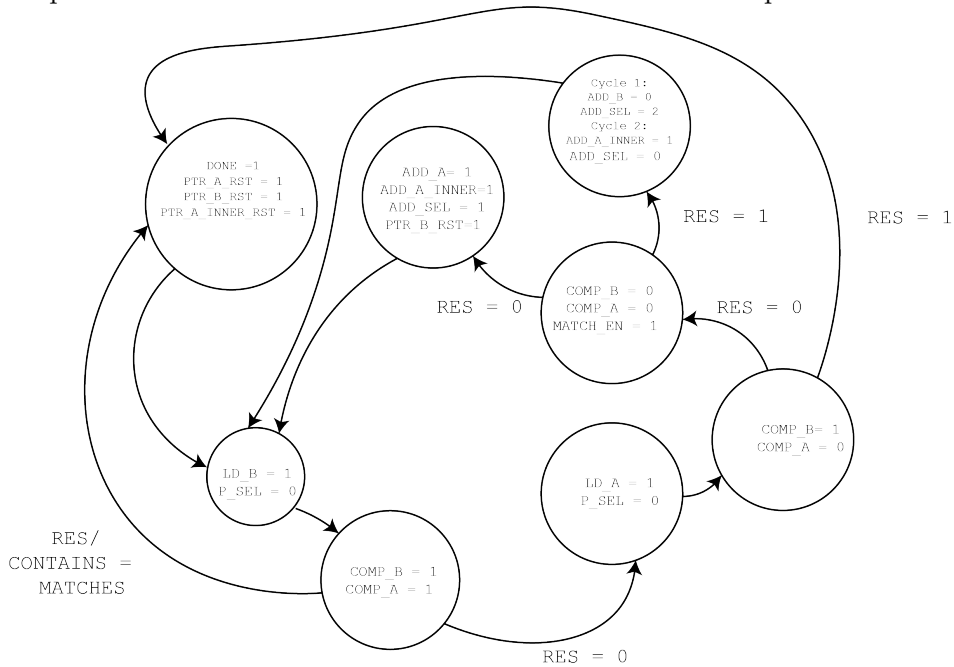 Cycle 1:
ADD_B = 0
ADD_SEL = 2
Cycle 2:
ADD_A_INNER = 1
ADD_SEL = 0
DONE =1
PTR_A_RST = 1
PTR_B_RST = 1
PTR_A_INNER_RST = 1
ADD_A= 1
ADD_A_INNER=1
ADD_SEL = 1
PTR_B_RST=1
RES = 1
RES = 1
COMP_B = 0
COMP_A = 0
MATCH_EN = 1
RES = 0
RES = 0
COMP_B= 1
COMP_A = 0
LD_B = 1
P_SEL = 0
LD_A = 1
P_SEL = 0
RES/
CONTAINS =
MATCHES
COMP_B = 1
COMP_A = 1
RES = 0